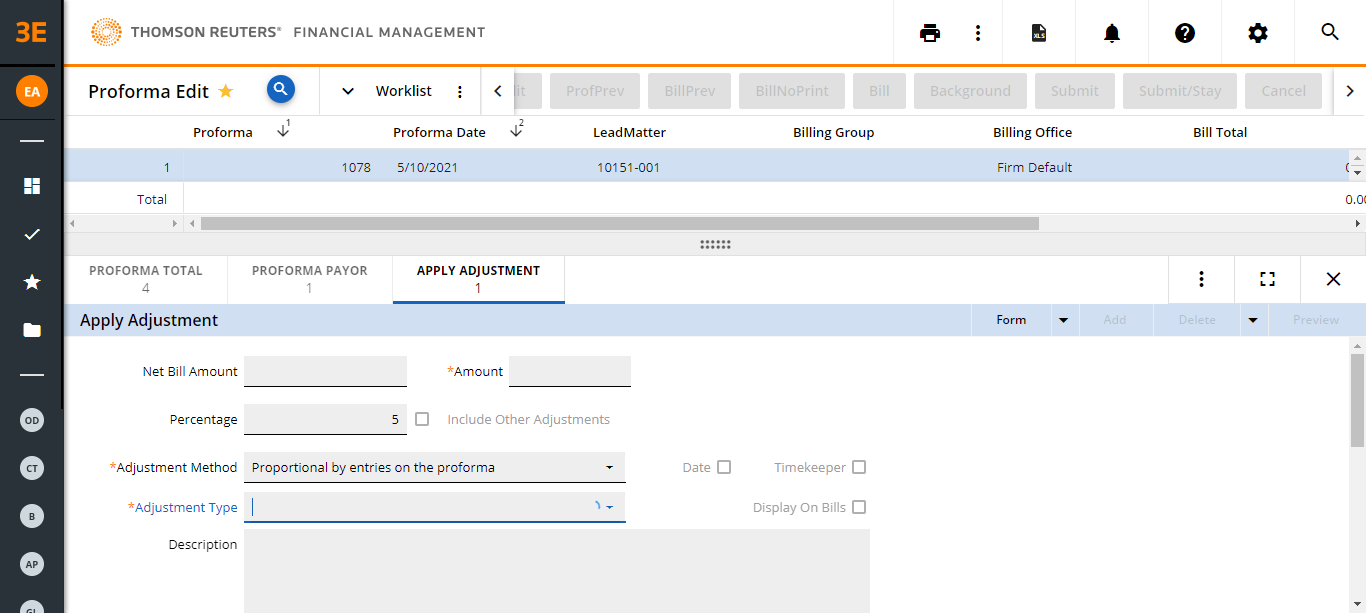 3E THOMSON REUTERS® FINANCIAL MANAGEMENT XLS
EA Proforma Edit Worklist it ProfPrev BillPrev BillNoPrint Bill Background Submit Submit/Stay Cancel
Proforma 1 Proforma Date 2 LeadMatter Billing Group Billing Office Bill Total
1 1078 5/10/2021 10151-001 Firm Default
Total 0.00
PROFORMA TOTAL PROFORMA PAYOR APPLY ADJUSTMENT
4 1 1
Apply Adjustment Form Add Delete Preview
Net Bill Amount *Amount
Percentage 5 Include Other Adjustments
OD
*Adjustment Method Proportional by entries on the proforma Date Timekeeper
CT
*Adjustment Type Display On Bills
B
Description
AP
GL